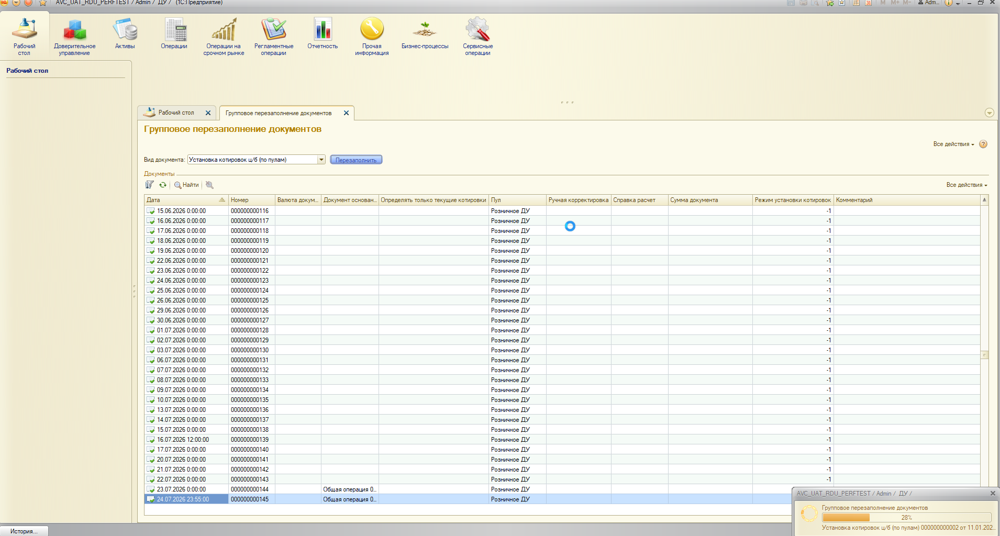 AVC_UAT_RDU_PERFTEST / Admin / ДУ / (1С:Предприятие)
M M+ M- Adm...
Рабочий стол
Доверительное управление
Активы
Операции
Операции на срочном рынке
Регламентные операции
Отчетность
Прочая информация
Бизнес-процессы
Сервисные операции
Рабочий стол
Рабочий стол
Групповое перезаполнение документов
Групповое перезаполнение документов
Все действия
Вид документа: Установка котировок ц/б (по пулам) Перезаполнить
Документы
Найти Все действия
Дата Номер Валюта докум... Документ основан... Определять только текущие котировки Пул Ручная корректировка Справка расчет Сумма документа Режим установки котировок Комментарий
15.06.2026 0:00:00 000000000116 Розничное ДУ -1
16.06.2026 0:00:00 000000000117 Розничное ДУ -1
17.06.2026 0:00:00 000000000118 Розничное ДУ -1
18.06.2026 0:00:00 000000000119 Розничное ДУ -1
19.06.2026 0:00:00 000000000120 Розничное ДУ -1
22.06.2026 0:00:00 000000000121 Розничное ДУ -1
23.06.2026 0:00:00 000000000122 Розничное ДУ -1
24.06.2026 0:00:00 000000000123 Розничное ДУ -1
25.06.2026 0:00:00 000000000124 Розничное ДУ -1
26.06.2026 0:00:00 000000000125 Розничное ДУ -1
29.06.2026 0:00:00 000000000126 Розничное ДУ -1
30.06.2026 0:00:00 000000000127 Розничное ДУ -1
01.07.2026 0:00:00 000000000128 Розничное ДУ -1
02.07.2026 0:00:00 000000000129 Розничное ДУ -1
03.07.2026 0:00:00 000000000130 Розничное ДУ -1
06.07.2026 0:00:00 000000000131 Розничное ДУ -1
07.07.2026 0:00:00 000000000132 Розничное ДУ -1
08.07.2026 0:00:00 000000000133 Розничное ДУ -1
09.07.2026 0:00:00 000000000134 Розничное ДУ -1
10.07.2026 0:00:00 000000000135 Розничное ДУ -1
13.07.2026 0:00:00 000000000136 Розничное ДУ -1
14.07.2026 0:00:00 000000000137 Розничное ДУ -1
15.07.2026 0:00:00 000000000138 Розничное ДУ -1
16.07.2026 12:00:00 000000000139 Розничное ДУ -1
17.07.2026 0:00:00 000000000140 Розничное ДУ -1
20.07.2026 0:00:00 000000000141 Розничное ДУ -1
21.07.2026 0:00:00 000000000142 Розничное ДУ -1
22.07.2026 0:00:00 000000000143 Розничное ДУ -1
23.07.2026 0:00:00 000000000144 Общая операция 0... Розничное ДУ
24.07.2026 23:55:00 000000000145 Общая операция 0... Розничное ДУ
AVC_UAT_RDU_PERFTEST / Admin / ДУ /
Групповое перезаполнение документов
28%
Установка котировок ц/б (по пулам) 000000000002 от 11.01.202...
История...